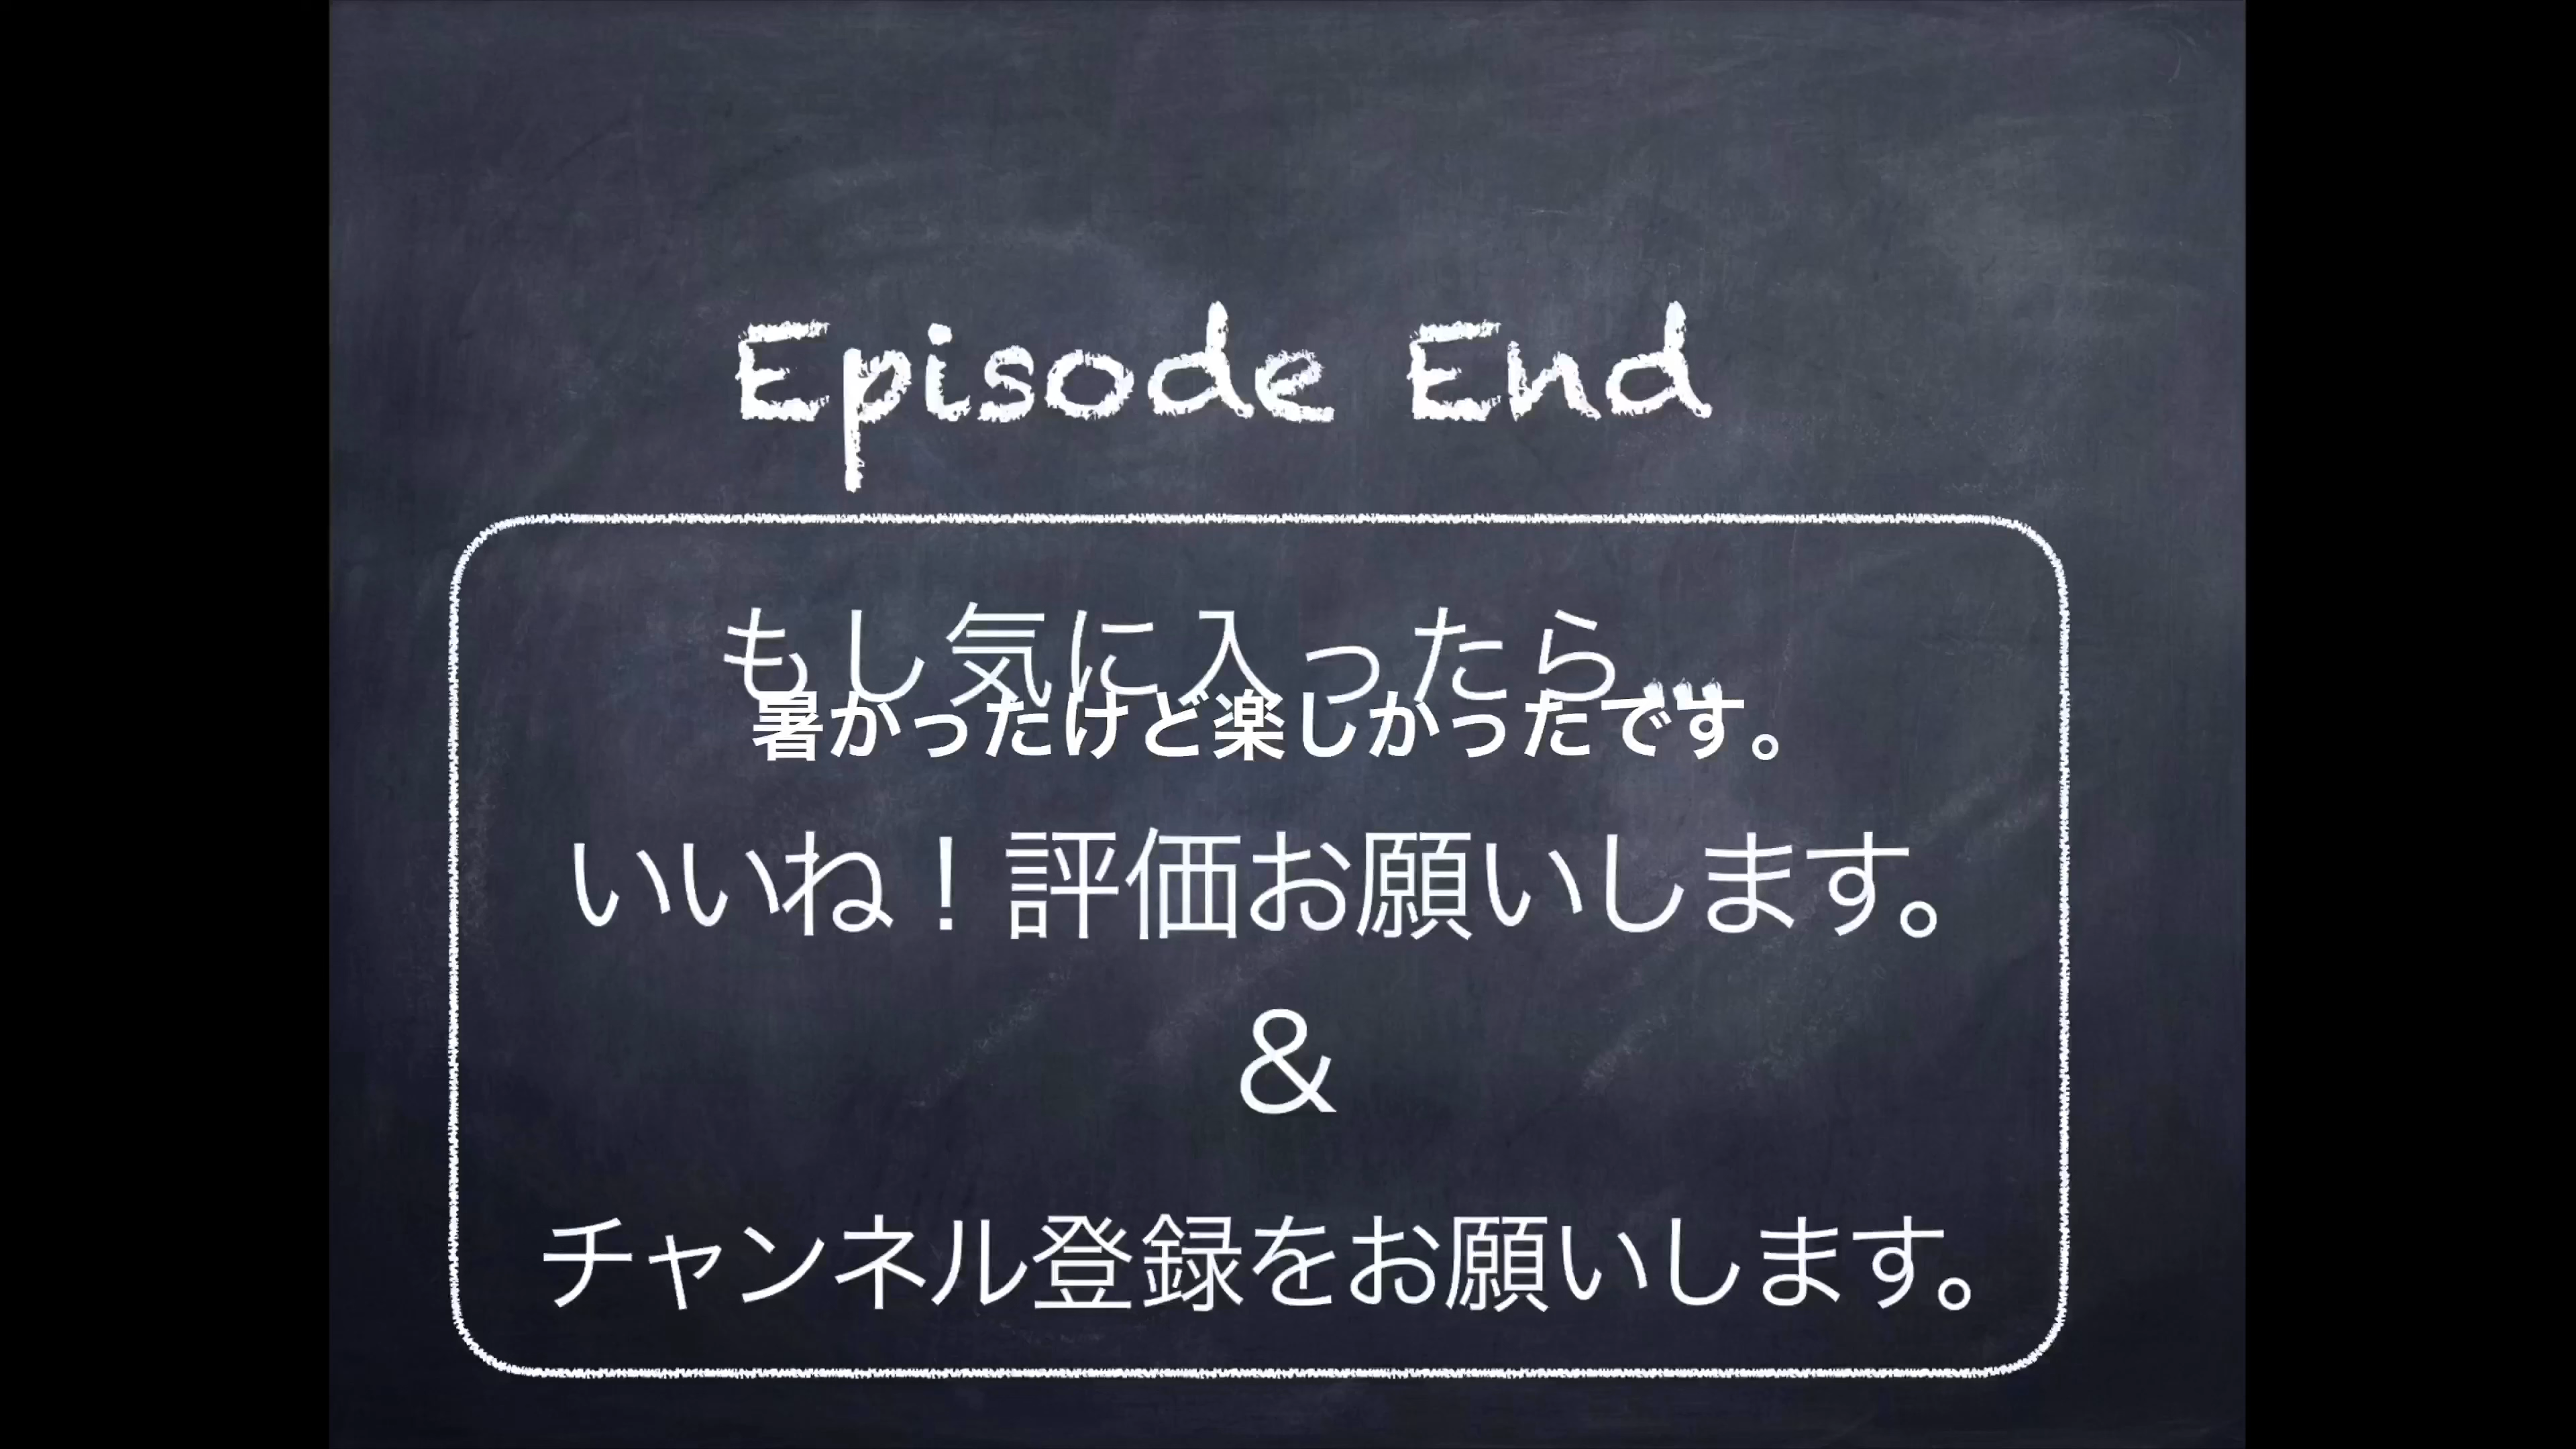 Episode End
もし気に入ったら...
暑かったけど楽しかったです。
いいね！評価お願いします。
&
チャンネル登録をお願いします。